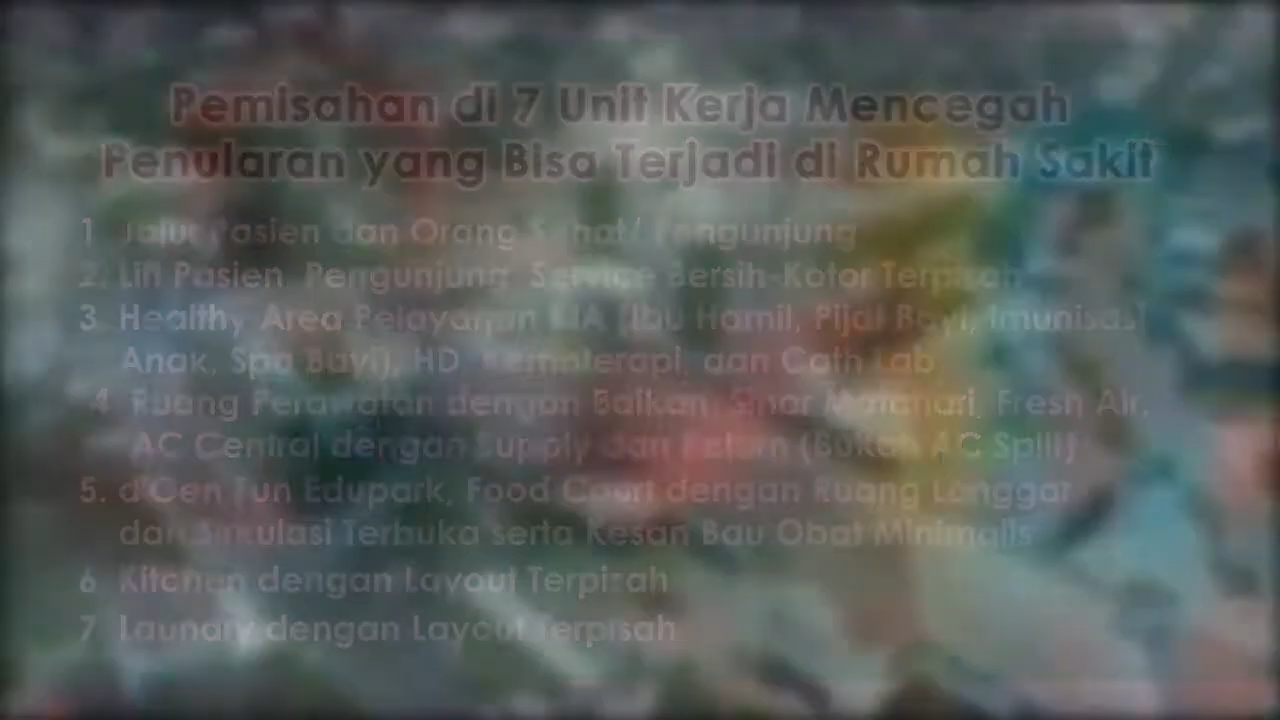 Pemisahan di 7 Unit Kerja Mencegah
Penularan yang Bisa Terjadi di Rumah Sakit
1. Jalur Pasien dan Orang Sehat/ Pengunjung
2. Lift Pasien, Pengunjung, Service Bersih-Kotor Terpisah
3. Healthy Area Pelayanan KIA (Ibu Hamil, Pijat Bayi, Imunisasi
Anak, Spa Bayi), HD, Kemoterapi, dan Cath Lab
4. Ruang Perawatan dengan Balkon, Sinar Matahari, Fresh Air,
AC Central dengan Supply dan Return (Bukan AC Split)
5. d'Cen Fun Edupark, Food Court dengan Ruang Longgar
dan Sirkulasi Terbuka serta Kesan Bau Obat Minimalis
6. Kitchen dengan Layout Terpisah
7. Laundry dengan Layout Terpisah